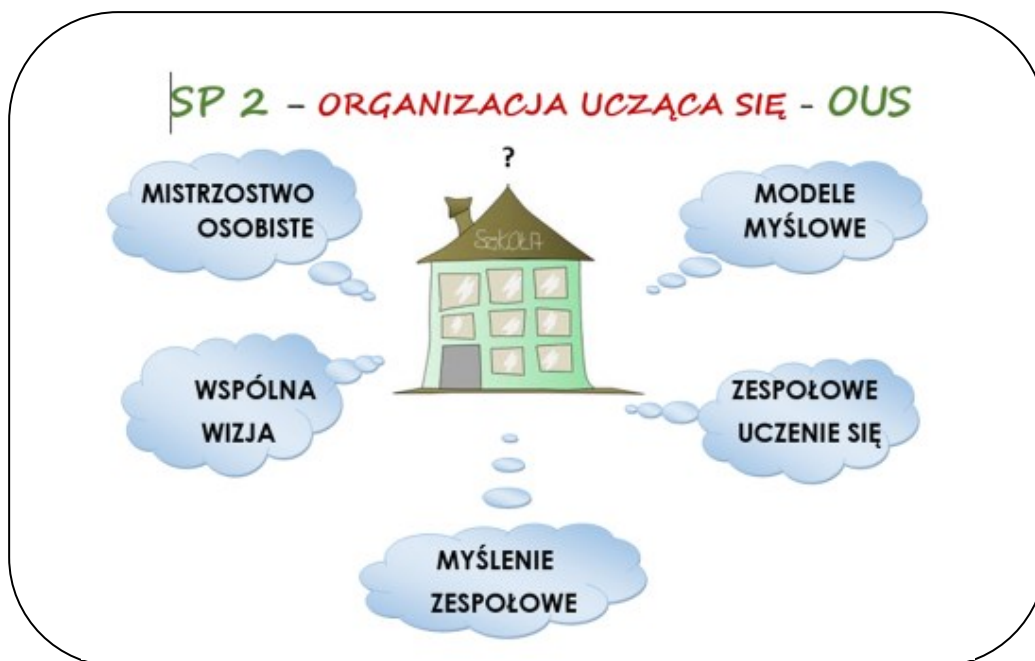 SP 2 – ORGANIZACJA UCZĄCA SIĘ - OUS
?
MISTRZOSTWO
OSOBISTE
MODELE
MYŚLOWE
SZKOŁA
WSPÓLNA
WIZJA
ZESPOŁOWE
UCZENIE SIĘ
MYŚLENIE
ZESPOŁOWE